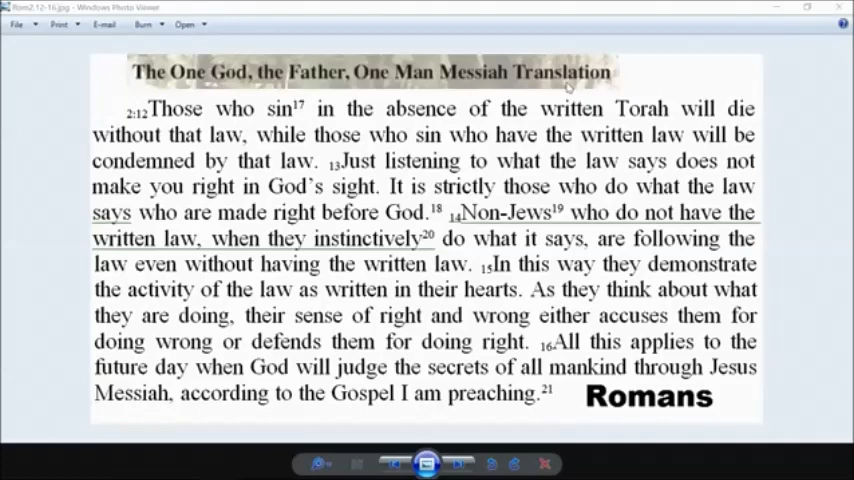 Rom2.12-16.jpg - Windows Photo Viewer
File Print E-mail Burn Open
The One God, the Father, One Man Messiah Translation
2:12Those who sin17 in the absence of the written Torah will die
without that law, while those who sin who have the written law will be
condemned by that law. 13Just listening to what the law says does not
make you right in God's sight. It is strictly those who do what the law
says who are made right before God.18 14Non-Jews19 who do not have the
written law, when they instinctively20 do what it says, are following the
law even without having the written law. 15In this way they demonstrate
the activity of the law as written in their hearts. As they think about what
they are doing, their sense of right and wrong either accuses them for
doing wrong or defends them for doing right. 16All this applies to the
future day when God will judge the secrets of all mankind through Jesus
Messiah, according to the Gospel I am preaching.21
Romans